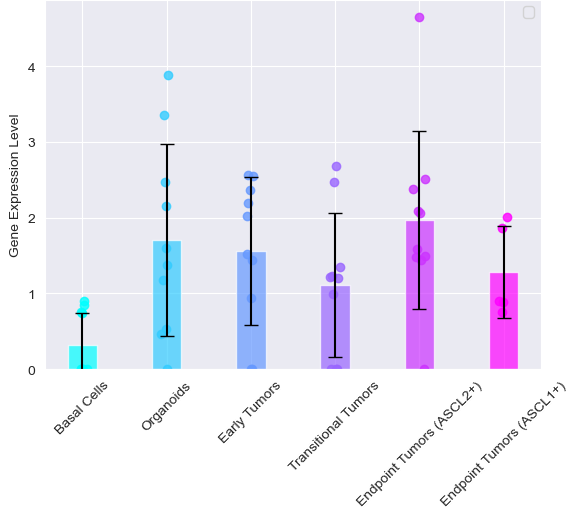 Gene Expression Level
4
3
2
1
0
Basal Cells
Organoids
Early Tumors
Transitional Tumors
Endpoint Tumors (ASCL2+)
Endpoint Tumors (ASCL1+)